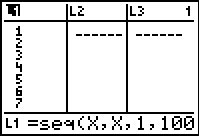 L1 L2 L3 1
1 ------ ------
2
3
4
5
6
7
L1 =seq(X,X,1,100